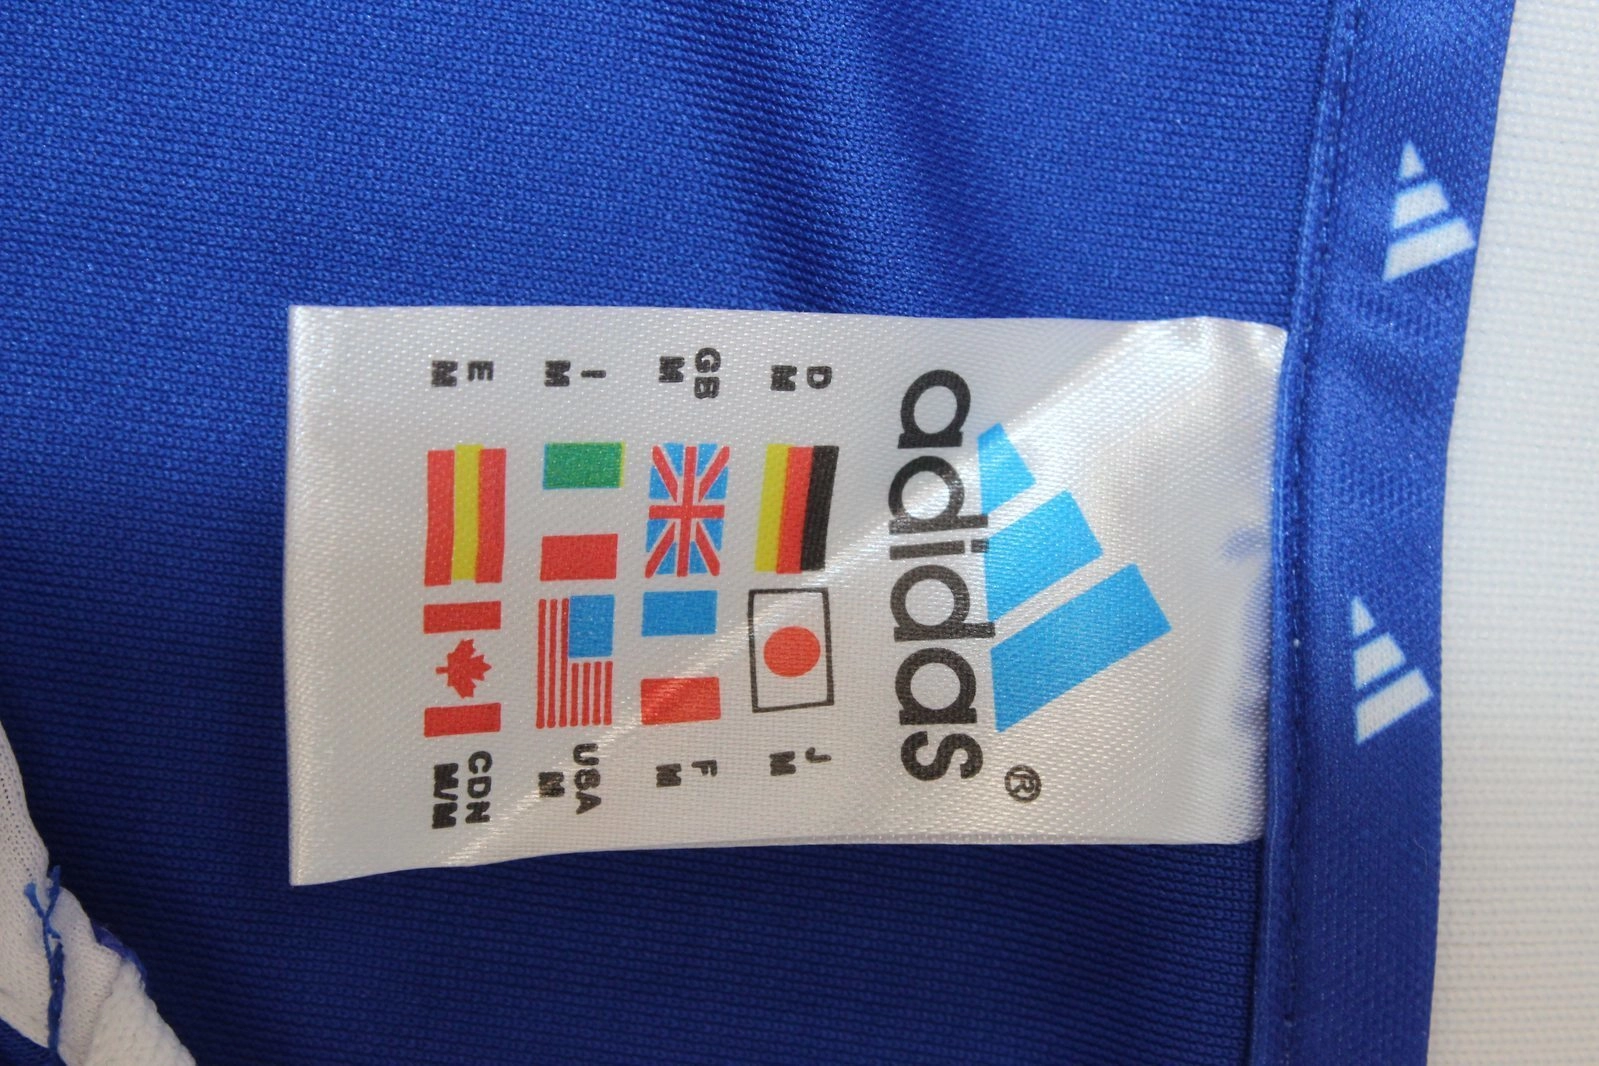 adidas ®
D J
M M
GB F
M M
I USA
M M
E CDN
M M/M